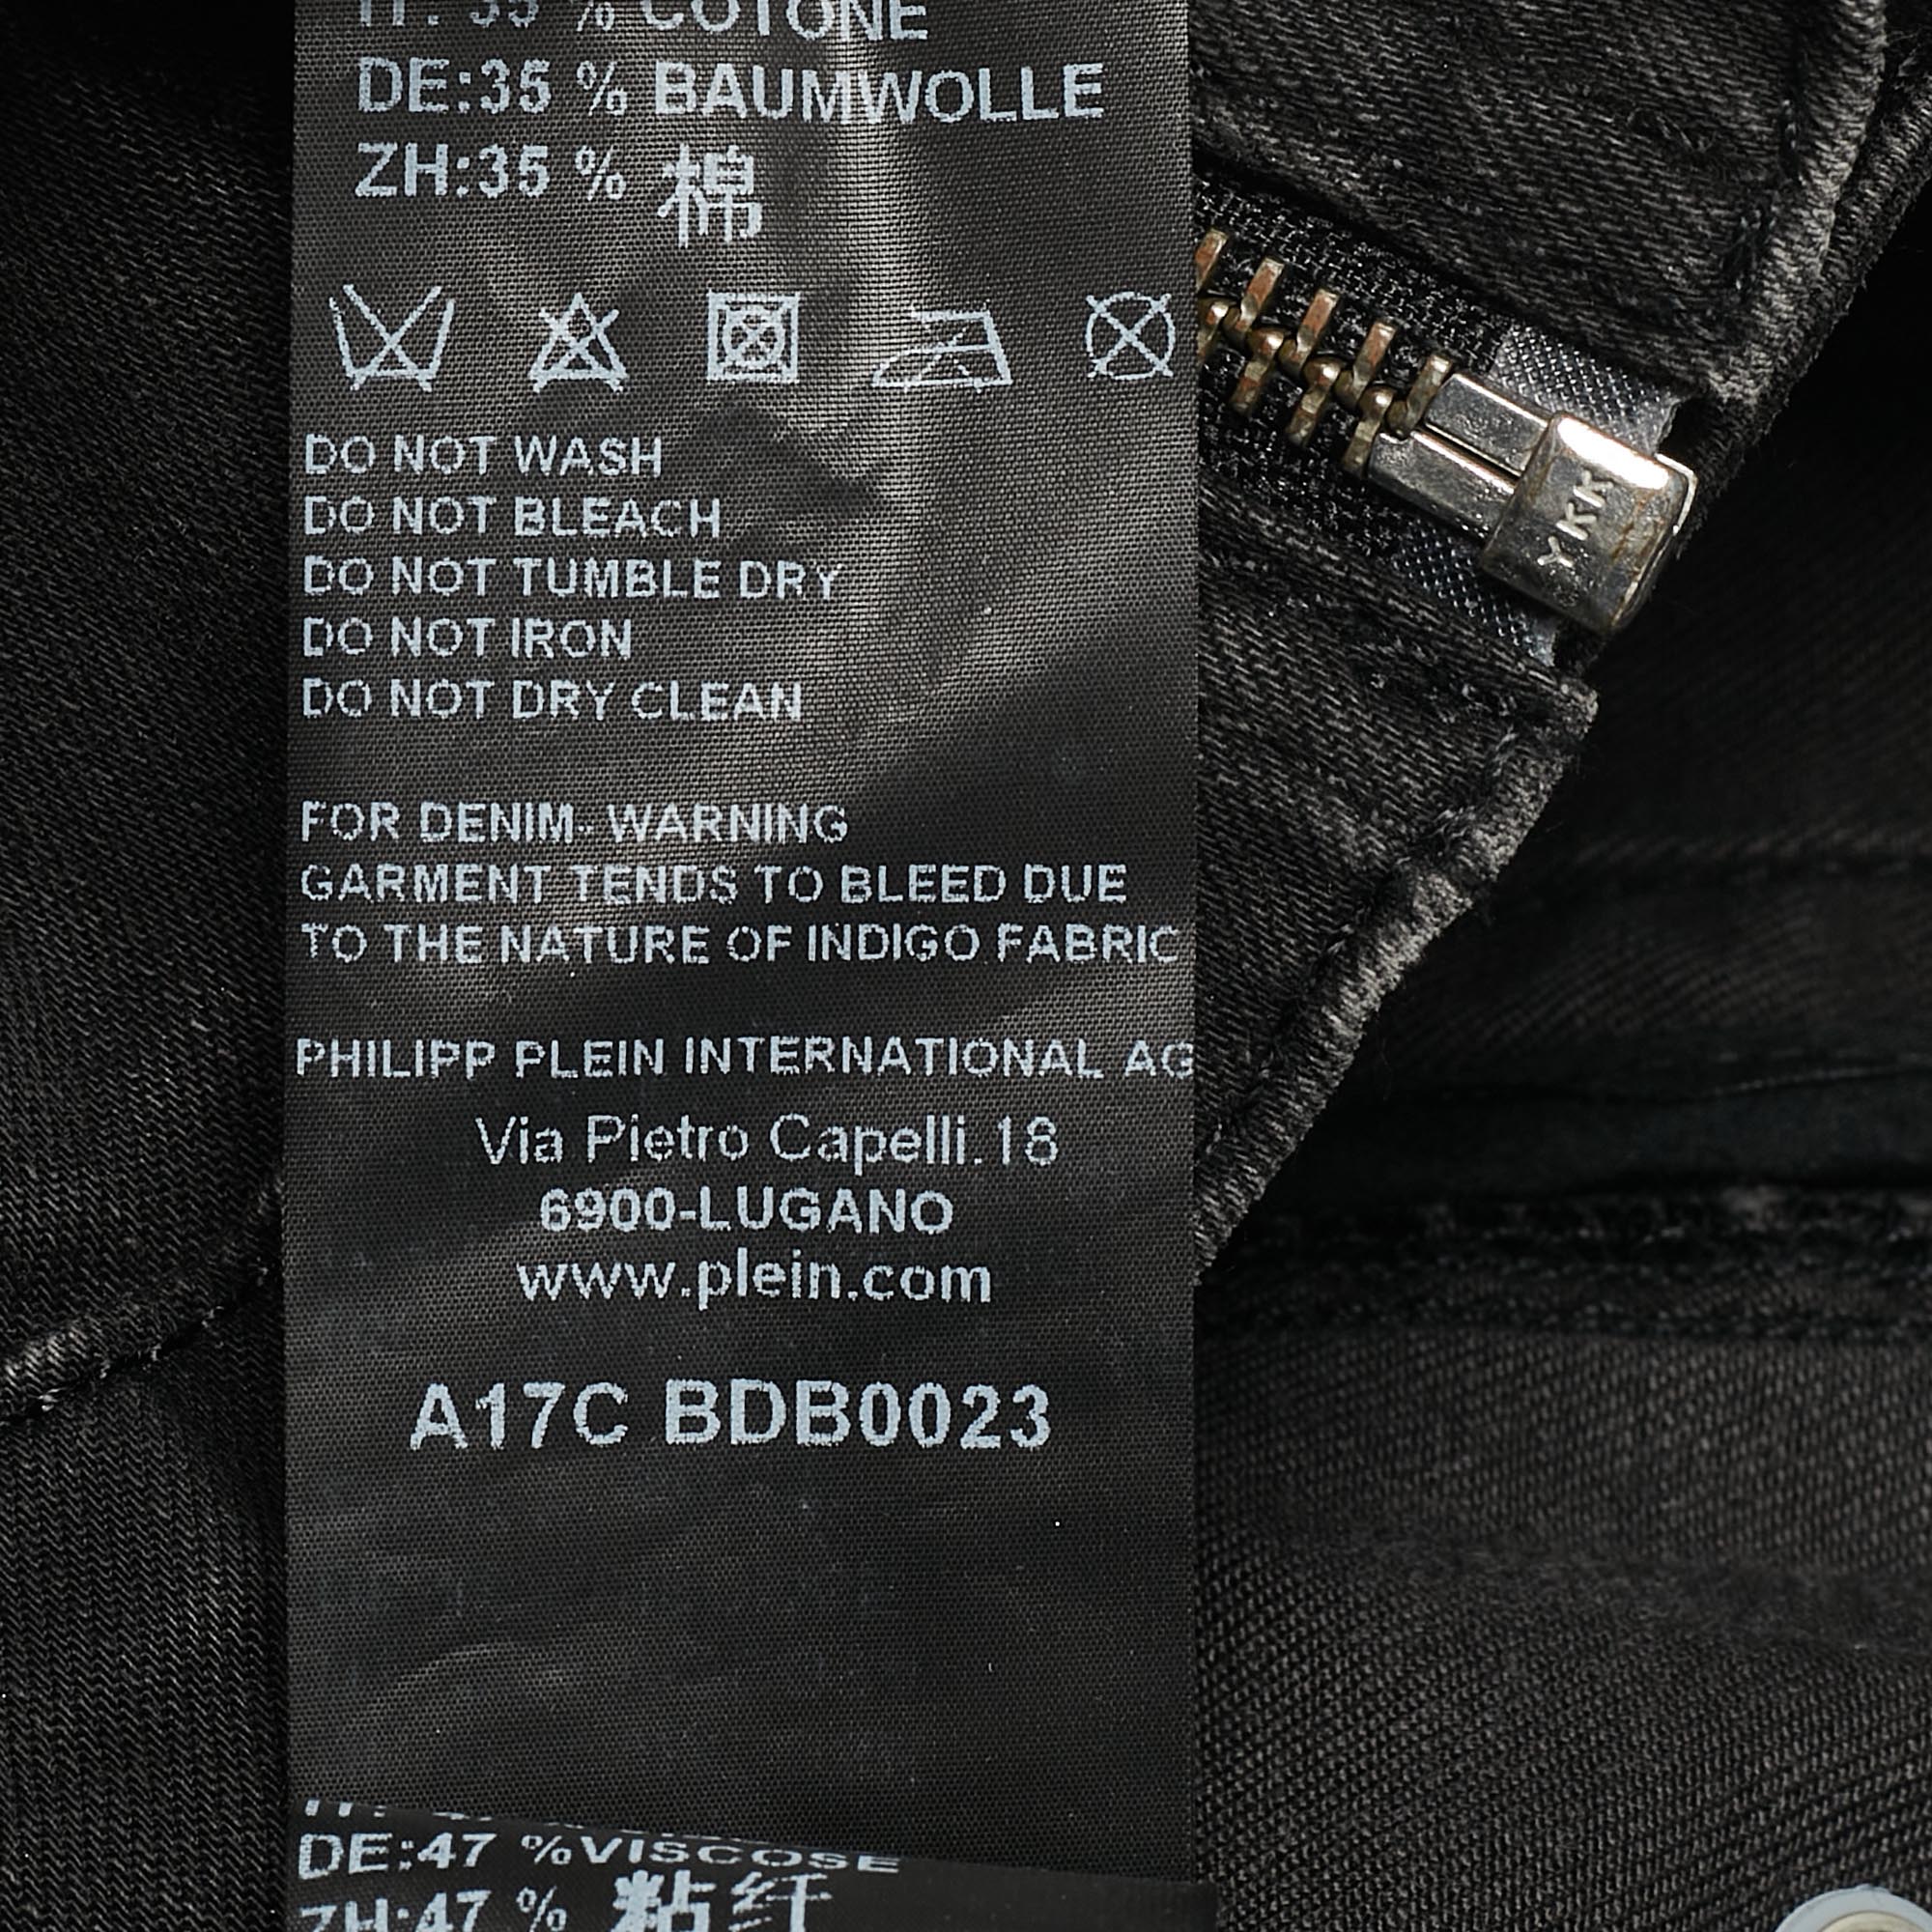 IT: 35 % COTONE
DE:35 % BAUMWOLLE
ZH:35 % 棉
DO NOT WASH
DO NOT BLEACH
DO NOT TUMBLE DRY
DO NOT IRON
DO NOT DRY CLEAN
FOR DENIM- WARNING
GARMENT TENDS TO BLEED DUE
TO THE NATURE OF INDIGO FABRIC
PHILIPP PLEIN INTERNATIONAL AG
Via Pietro Capelli.18
6900-LUGANO
www.plein.com
A17C BDB0023
DE:47 %VISCOSE
ZH:47 % 粘纤
YKK